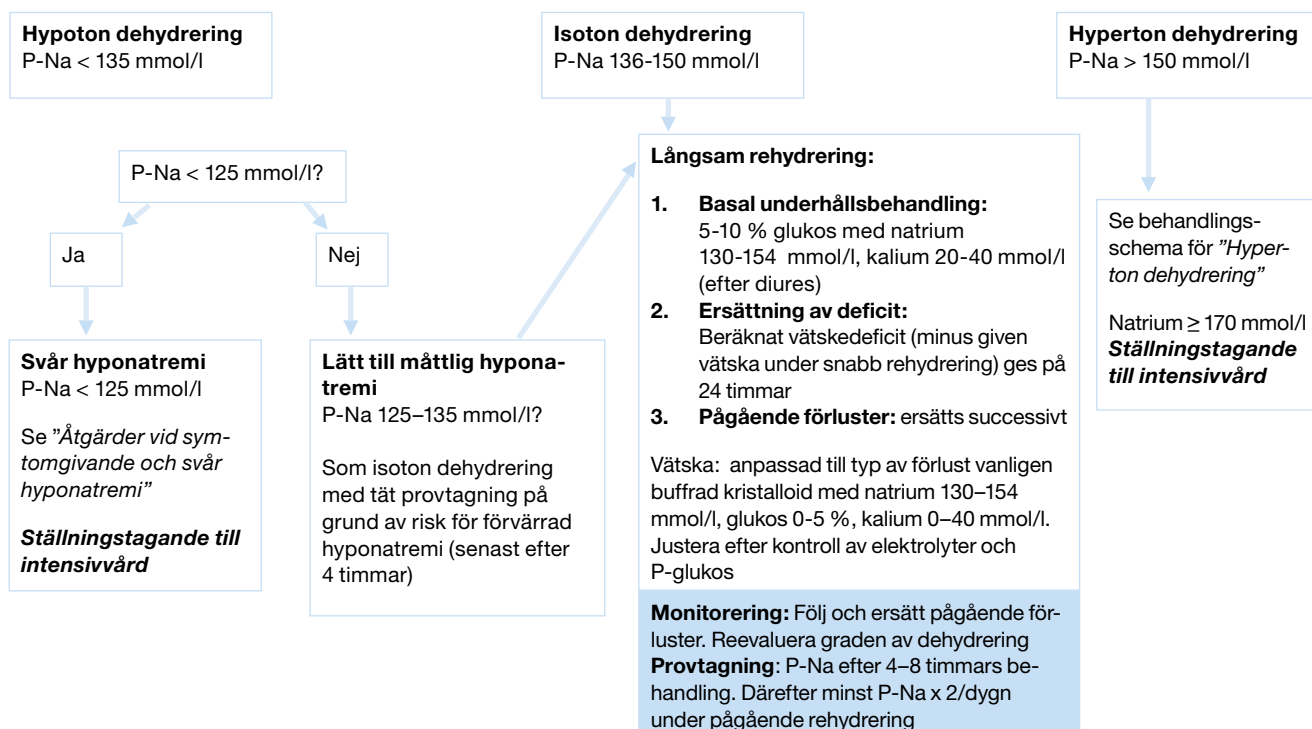 Hypoton dehydrering
P-Na < 135 mmol/l
Isoton dehydrering
P-Na 136-150 mmol/l
Hyperton dehydrering
P-Na > 150 mmol/l
P-Na < 125 mmol/l?
Ja
Nej
Svår hyponatremi
P-Na < 125 mmol/l
Se ”Åtgärder vid sym-
tomgivande och svår
hyponatremi”
Ställningstagande till
intensivvård
Lätt till måttlig hypona-
tremi
P-Na 125–135 mmol/l?
Som isoton dehydrering
med tät provtagning på
grund av risk för förvärrad
hyponatremi (senast efter
4 timmar)
Långsam rehydrering:
1. Basal underhållsbehandling:
5-10 % glukos med natrium
130-154 mmol/l, kalium 20-40 mmol/l
(efter diures)
2. Ersättning av deficit:
Beräknat vätskedeficit (minus given
vätska under snabb rehydrering) ges på
24 timmar
3. Pågående förluster: ersätts successivt
Vätska: anpassad till typ av förlust vanligen
buffrad kristalloid med natrium 130–154
mmol/l, glukos 0-5 %, kalium 0–40 mmol/l.
Justera efter kontroll av elektrolyter och
P-glukos
Monitorering: Följ och ersätt pågående för-
luster. Reevaluera graden av dehydrering
Provtagning: P-Na efter 4–8 timmars be-
handling. Därefter minst P-Na x 2/dygn
under pågående rehydrering
Se behandlings-
schema för ”Hyper-
ton dehydrering”
Natrium ≥ 170 mmol/l
Ställningstagande
till intensivvård